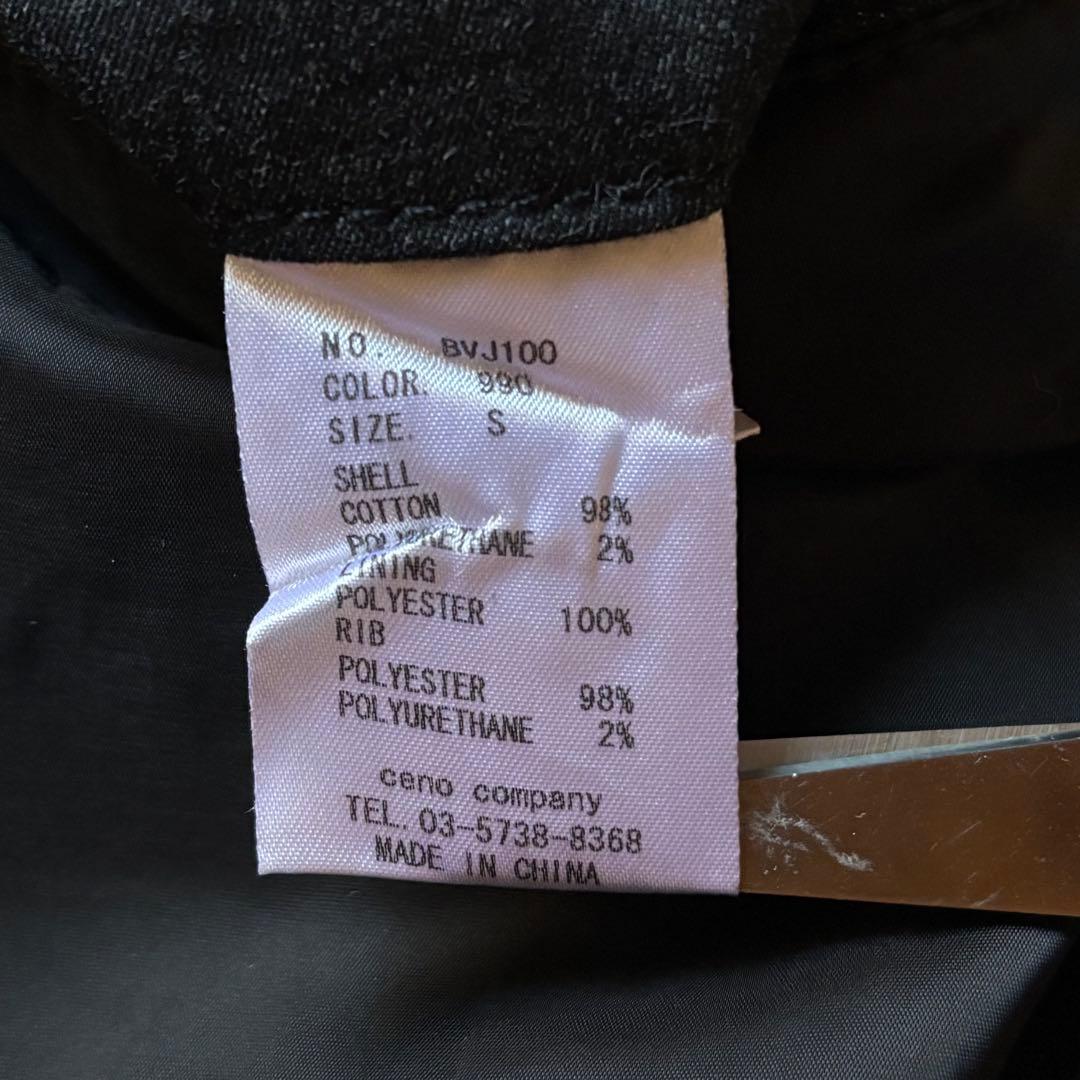 NO. BVJ100
COLOR. 990
SIZE. S
SHELL
COTTON 98%
POLYURETHANE 2%
LINING
POLYESTER 100%
RIB
POLYESTER 98%
POLYURETHANE 2%
ceno company
TEL. 03-5738-8368
MADE IN CHINA